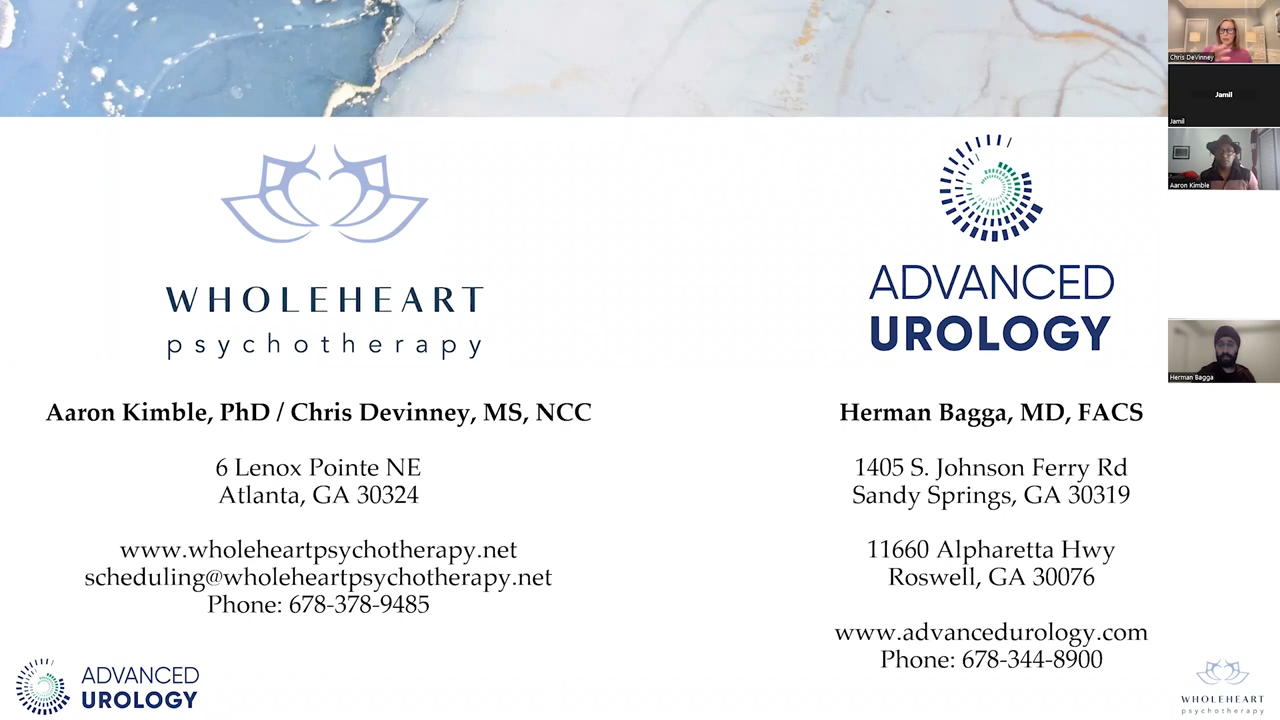 WHOLEHEART
psychotherapy
Aaron Kimble, PhD / Chris Devinney, MS, NCC
6 Lenox Pointe NE
Atlanta, GA 30324
www.wholeheartpsychotherapy.net
scheduling@wholeheartpsychotherapy.net
Phone: 678-378-9485
ADVANCED
UROLOGY
Herman Bagga, MD, FACS
1405 S. Johnson Ferry Rd
Sandy Springs, GA 30319
11660 Alpharetta Hwy
Roswell, GA 30076
www.advancedurology.com
Phone: 678-344-8900
ADVANCED
UROLOGY
WHOLEHEART
psychotherapy
Chris DeVinney
Jamil
Jamil
Aaron Kimble
Herman Bagga